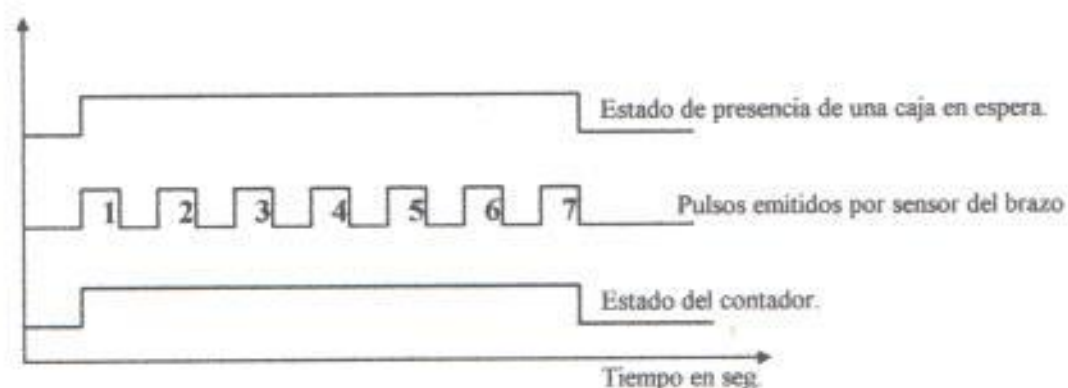 Estado de presencia de una caja en espera.
1 2 3 4 5 6 7
Pulsos emitidos por sensor del brazo
Estado del contador.
Tiempo en seg.